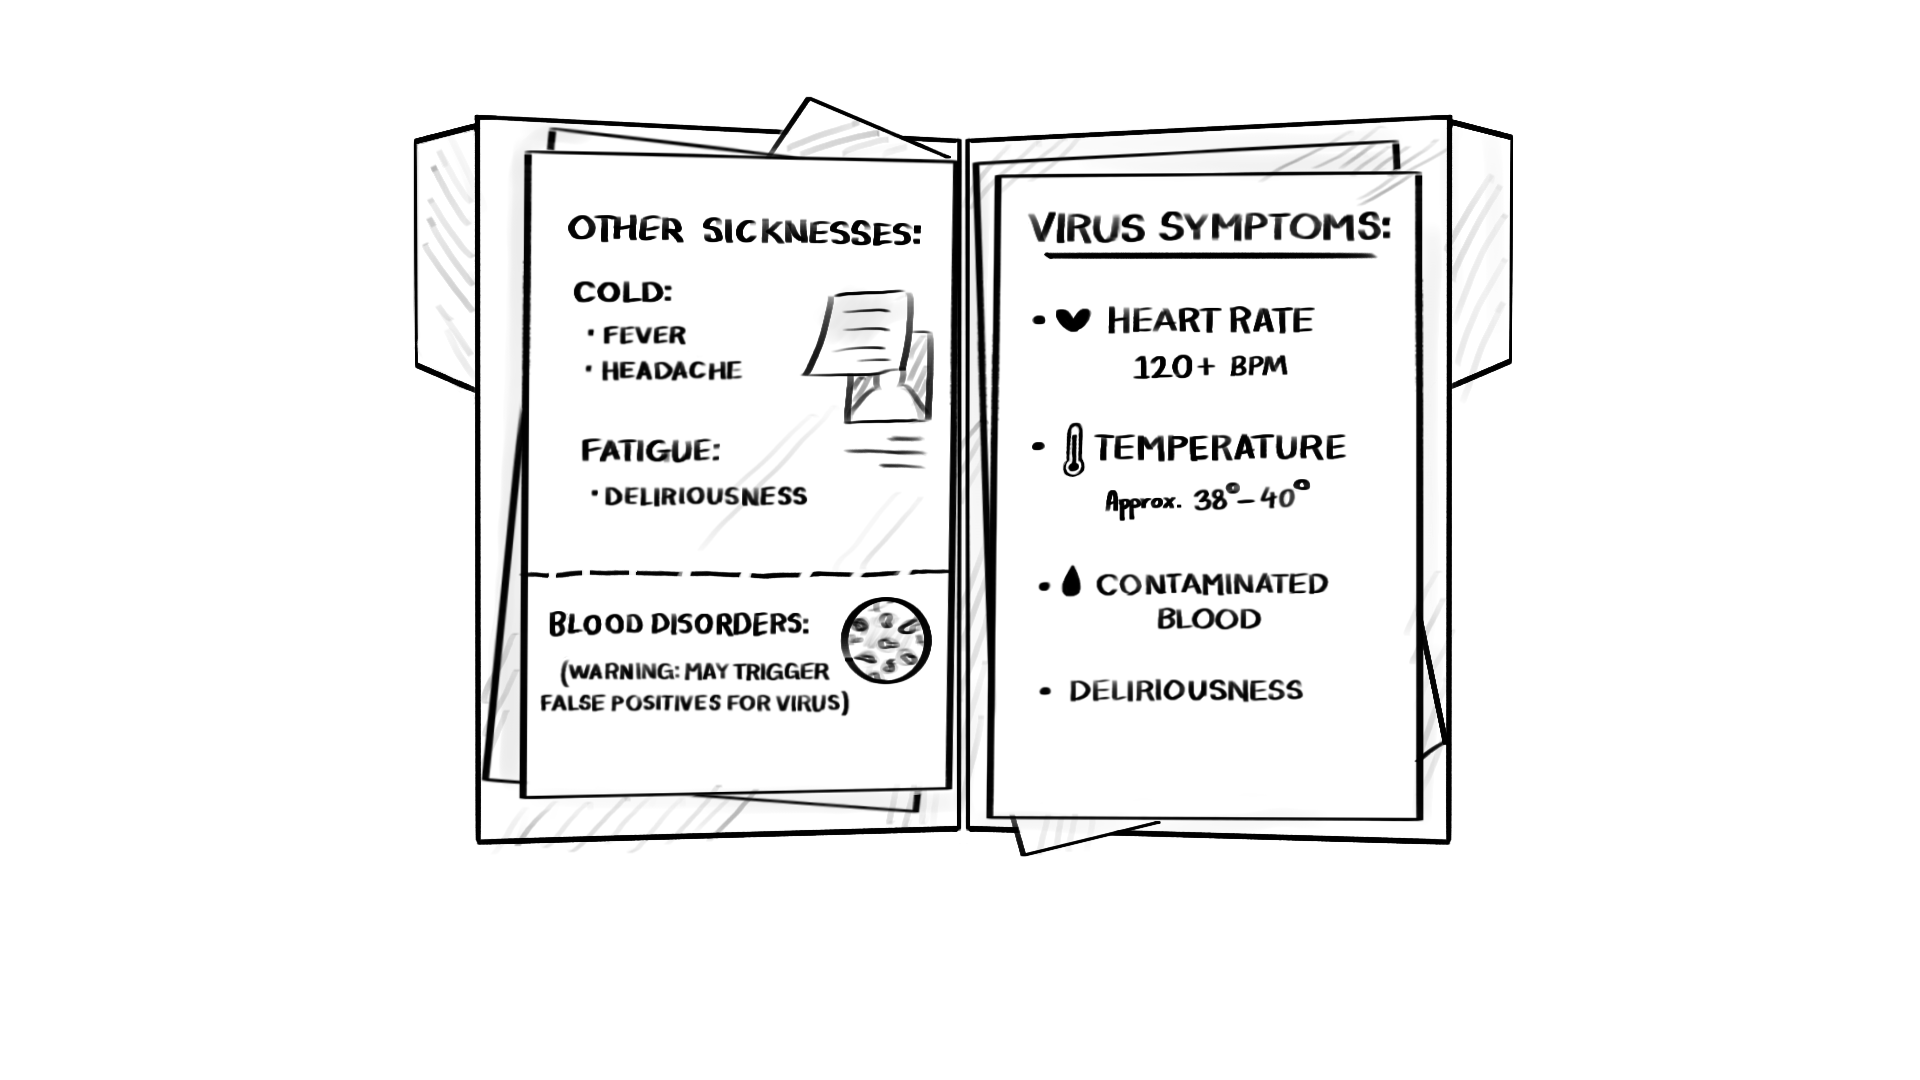 OTHER SICKNESSES:
COLD:
· FEVER
· HEADACHE
FATIGUE:
· DELIRIOUSNESS
BLOOD DISORDERS:
(WARNING: MAY TRIGGER
FALSE POSITIVES FOR VIRUS)
VIRUS SYMPTOMS:
• HEART RATE
120+ BPM
• TEMPERATURE
Approx. 38°-40°
• CONTAMINATED
BLOOD
• DELIRIOUSNESS